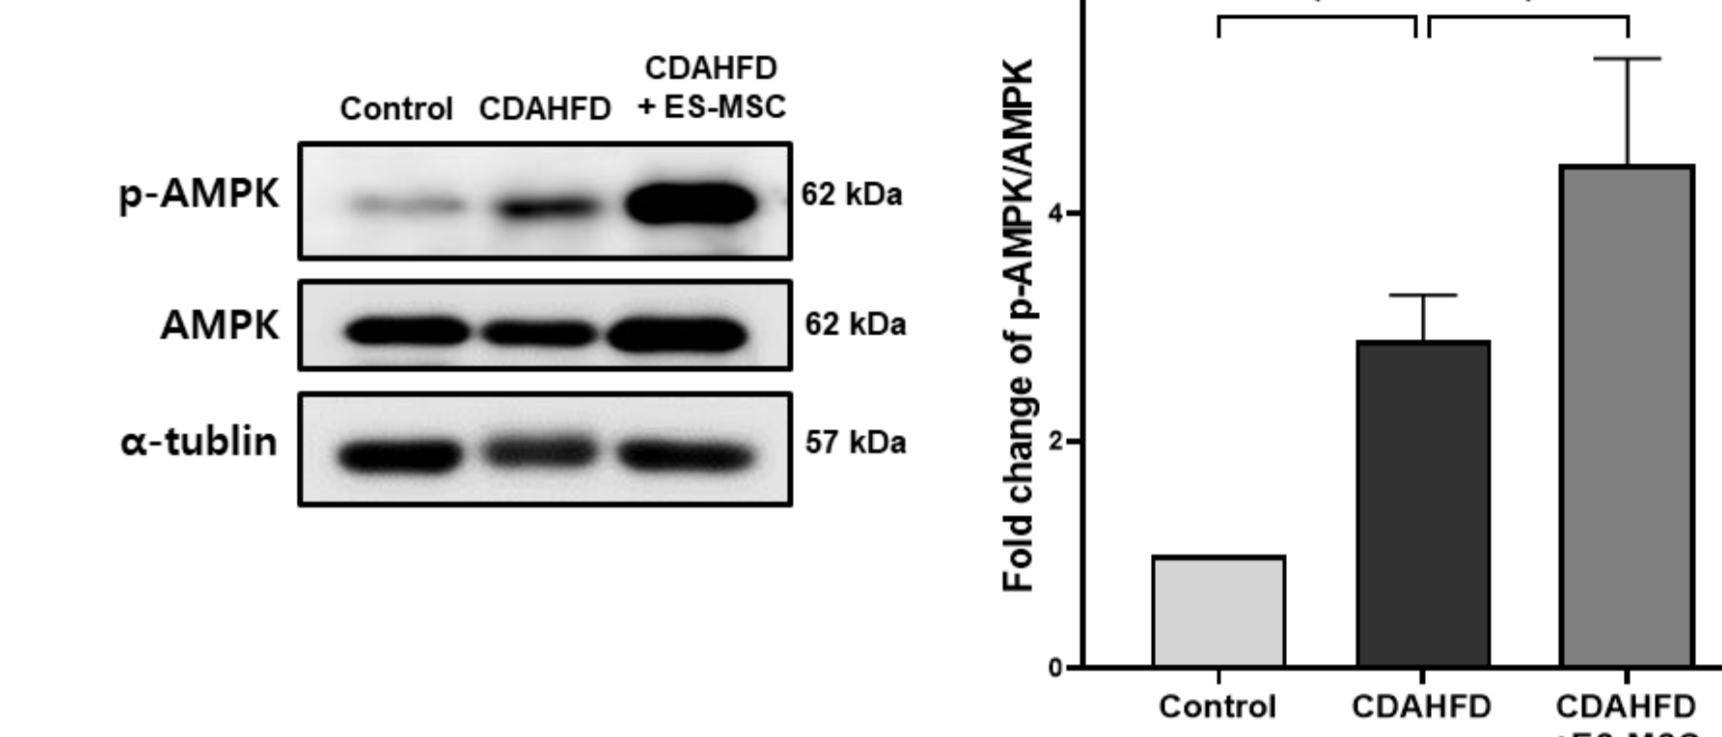 CDAHFD
Control CDAHFD + ES-MSC
p-AMPK 62 kDa
AMPK 62 kDa
α-tublin 57 kDa
Fold change of p-AMPK/AMPK
4
2
0
Control CDAHFD CDAHFD